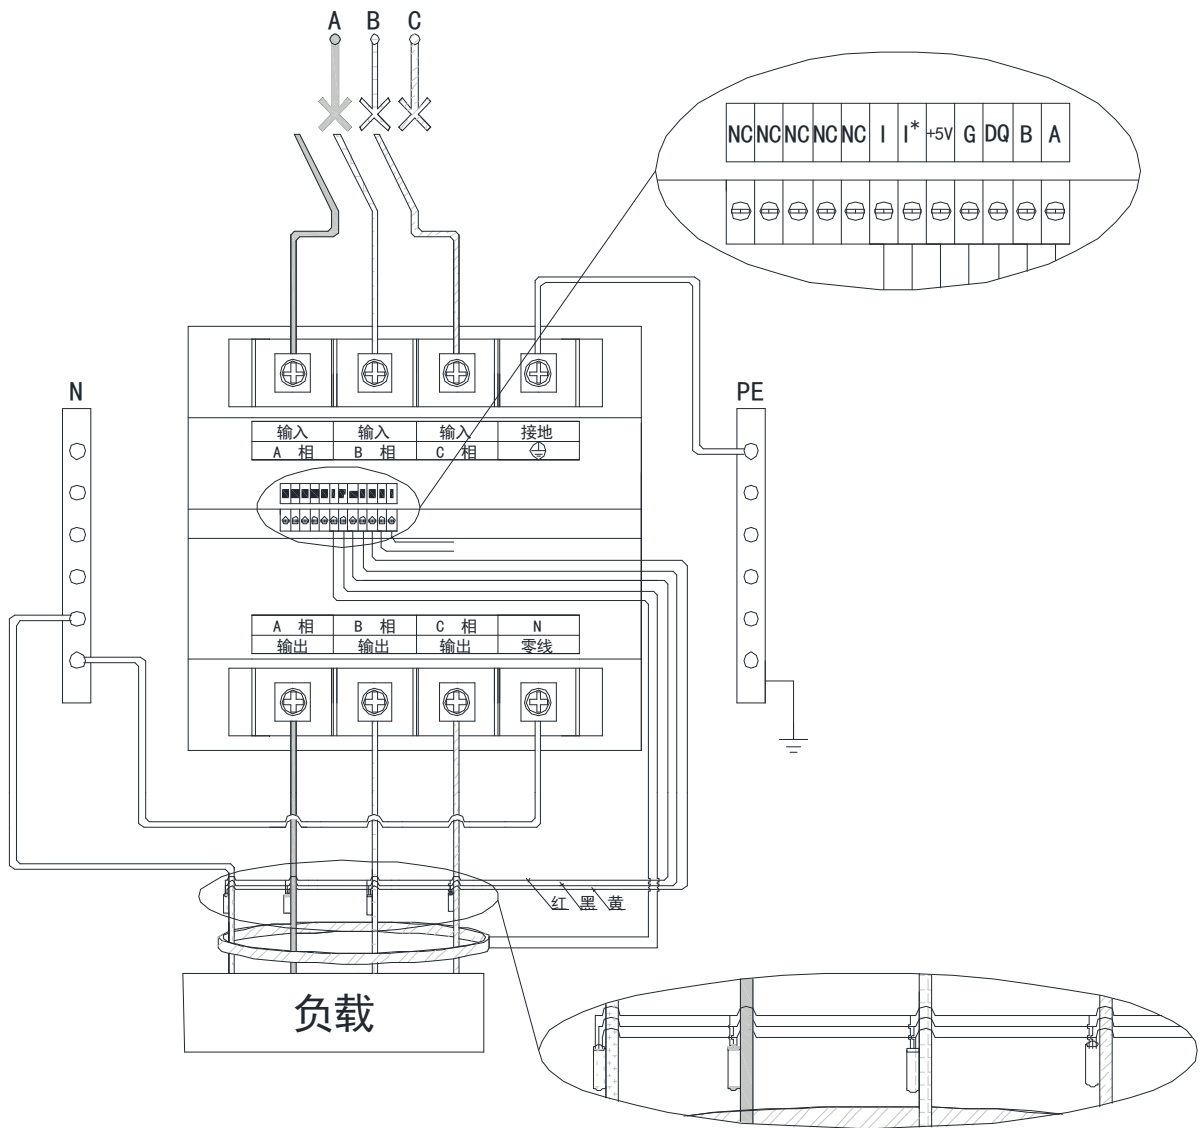 A B C
NC NC NC NC NC I I* +5V G DQ B A
N
PE
输入 输入 输入 接地
A 相 B 相 C 相
A 相 B 相 C 相 N
输出 输出 输出 零线
红 黑 黄
负载